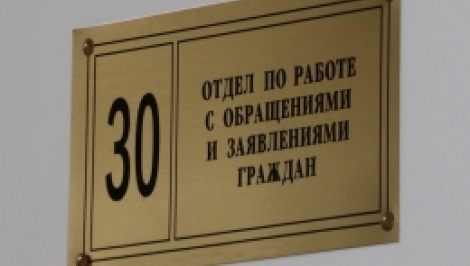 30
ОТДЕЛ ПО РАБОТЕ
С ОБРАЩЕНИЯМИ
И ЗАЯВЛЕНИЯМИ
ГРАЖДАН